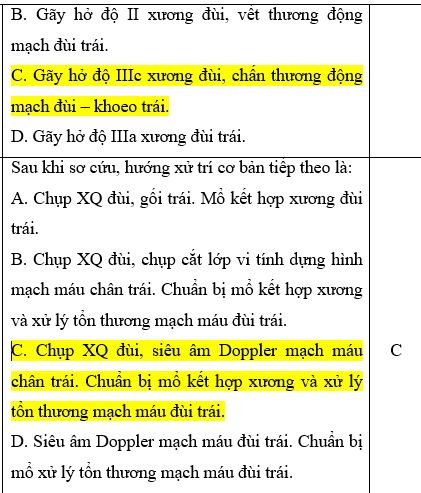 B. Gãy hở độ II xương đùi, vết thương động
mạch đùi trái.
C. Gãy hở độ IIIc xương đùi, chấn thương động
mạch đùi – khoeo trái.
D. Gãy hở độ IIIa xương đùi trái.
Sau khi sơ cứu, hướng xử trí cơ bản tiếp theo là:
A. Chụp XQ đùi, gối trái. Mổ kết hợp xương đùi
trái.
B. Chụp XQ đùi, chụp cắt lớp vi tính dựng hình
mạch máu chân trái. Chuẩn bị mổ kết hợp xương
và xử lý tổn thương mạch máu đùi trái.
C. Chụp XQ đùi, siêu âm Doppler mạch máu
chân trái. Chuẩn bị mổ kết hợp xương và xử lý
tổn thương mạch máu đùi trái.
C
D. Siêu âm Doppler mạch máu đùi trái. Chuẩn bị
mổ xử lý tổn thương mạch máu đùi trái.